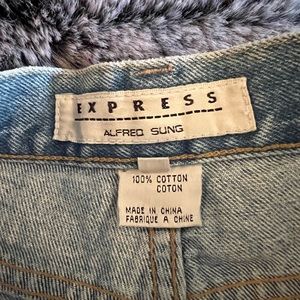 EXPRESS
ALFRED SUNG
100% COTTON
COTON
MADE IN CHINA
FABRIQUE A CHINE